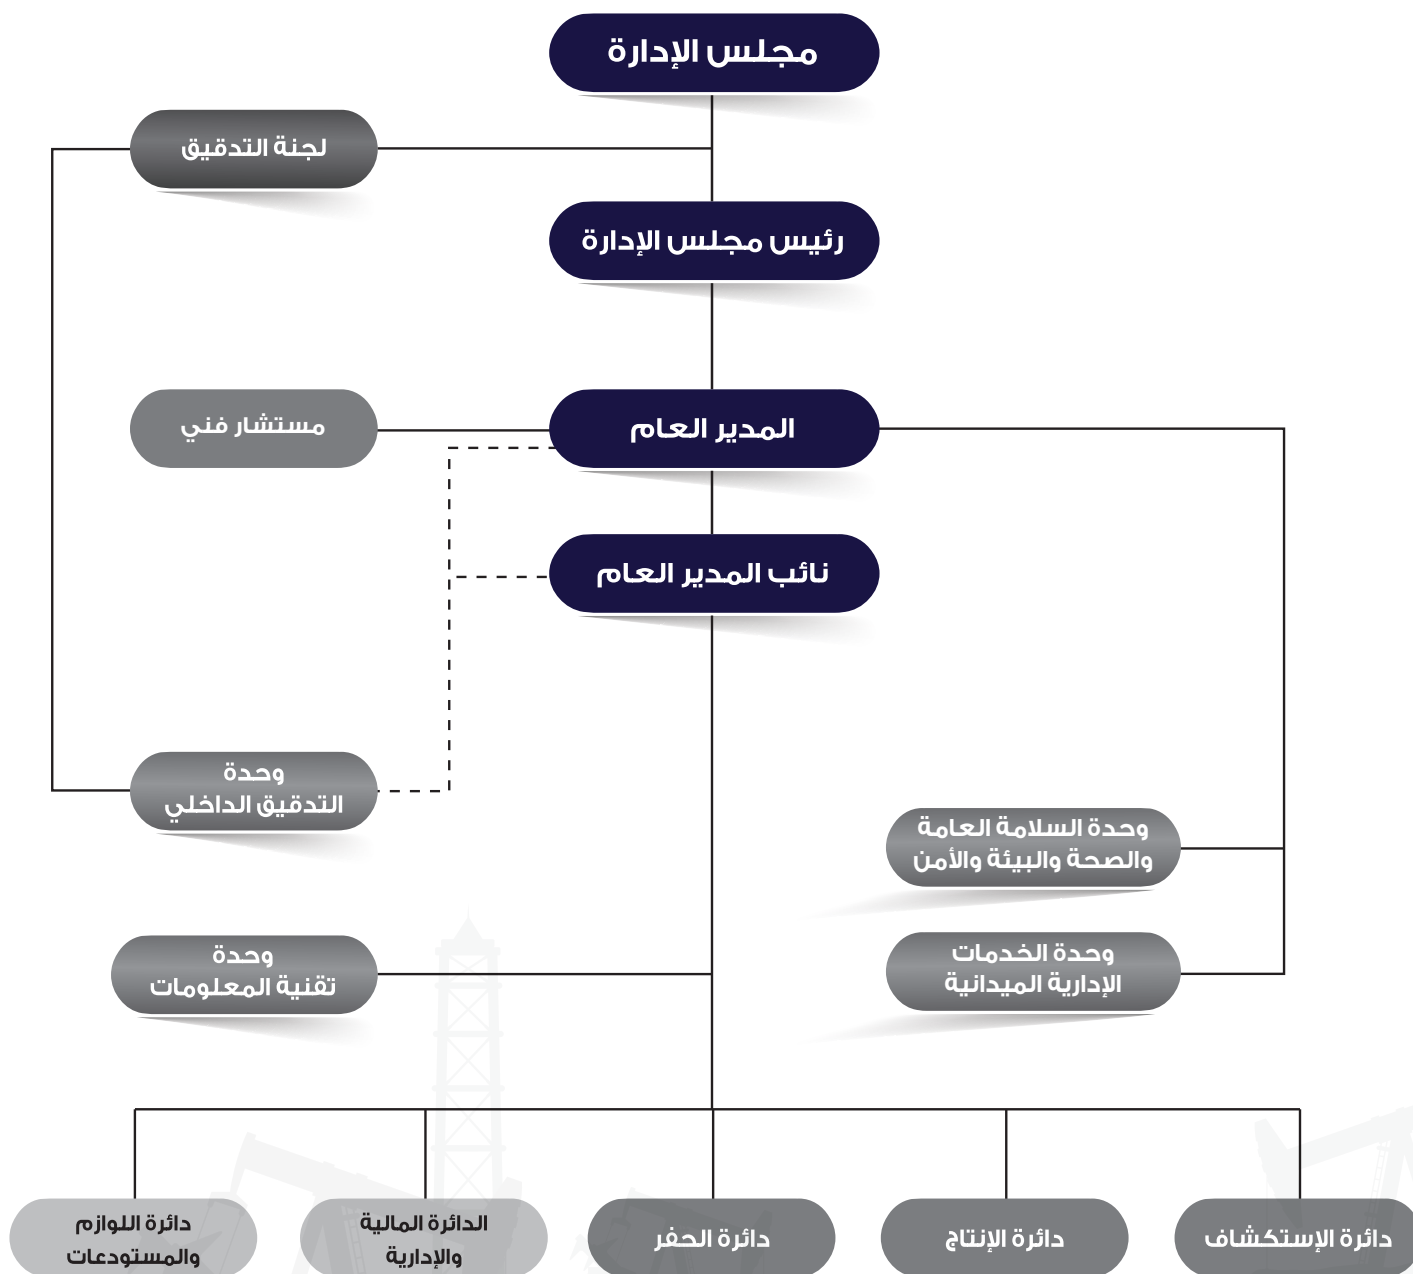 مجلس الإدارة
لجنة التدقيق
رئيس مجلس الإدارة
المدير العام
مستشار فني
نائب المدير العام
وحدة
التدقيق الداخلي
وحدة السلامة العامة
والصحة والبيئة والأمن
وحدة الخدمات
الإدارية الميدانية
وحدة
تقنية المعلومات
دائرة الإستكشاف
دائرة الإنتاج
دائرة الحفر
الدائرة المالية
والإدارية
دائرة اللوازم
والمستودعات